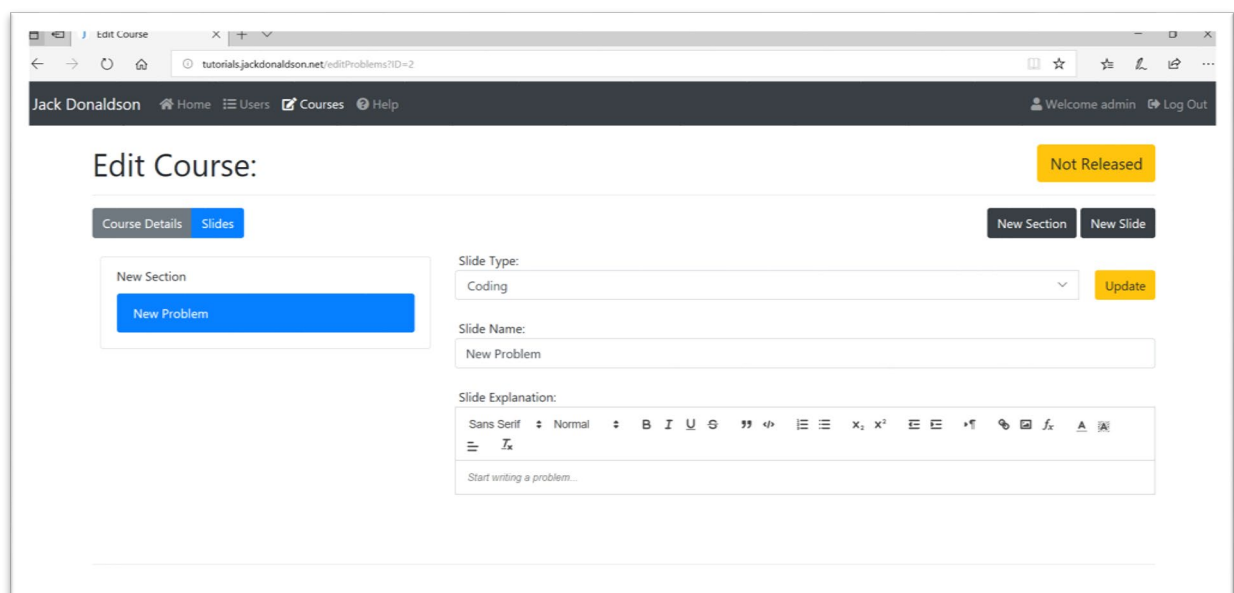 Edit Course
tutorials.jackdonaldson.net/editProblems?ID=2
Jack Donaldson Home Users Courses Help Welcome admin Log Out
Edit Course: Not Released
Course Details Slides New Section New Slide
New Section
New Problem
Slide Type:
Coding Update
Slide Name:
New Problem
Slide Explanation:
Sans Serif Normal B I U S
Start writing a problem...